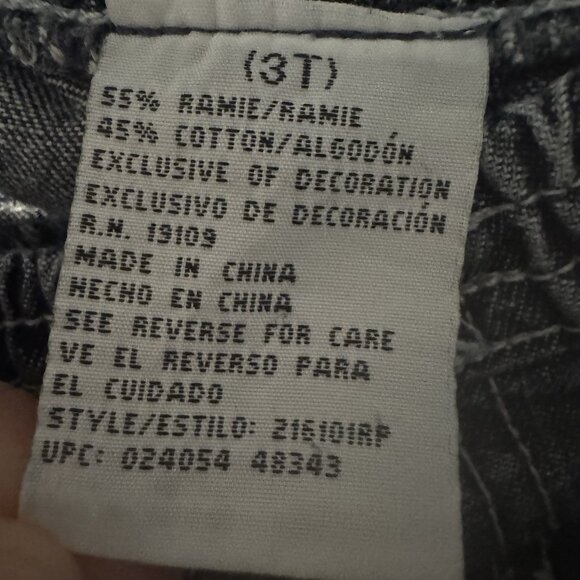 (3T)
55% RAMIE/RAMIE
45% COTTON/ALGODÓN
EXCLUSIVE OF DECORATION
EXCLUSIVO DE DECORACIÓN
R.N. 19109
MADE IN CHINA
HECHO EN CHINA
SEE REVERSE FOR CARE
VE EL REVERSO PARA
EL CUIDADO
STYLE/ESTILO: 216101RP
UPC: 024054 48343